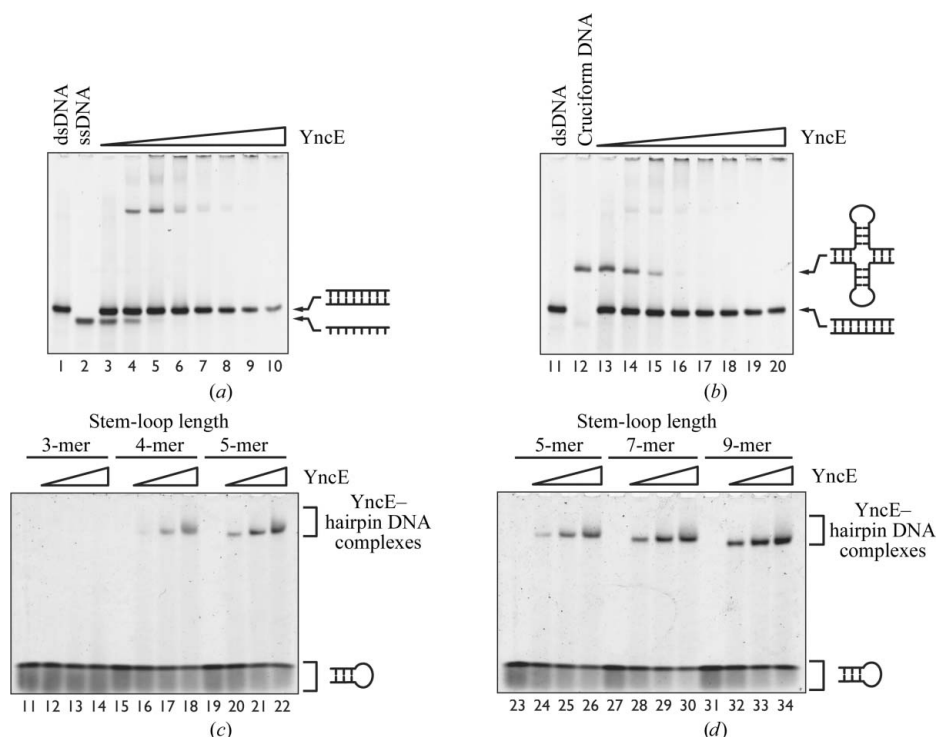 dsDNA
ssDNA
YncE
1 2 3 4 5 6 7 8 9 10
(a)
dsDNA
Cruciform DNA
YncE
11 12 13 14 15 16 17 18 19 20
(b)
Stem-loop length
3-mer 4-mer 5-mer
YncE
YncE–
hairpin DNA
complexes
11 12 13 14 15 16 17 18 19 20 21 22
(c)
Stem-loop length
5-mer 7-mer 9-mer
YncE
YncE–
hairpin DNA
complexes
23 24 25 26 27 28 29 30 31 32 33 34
(d)